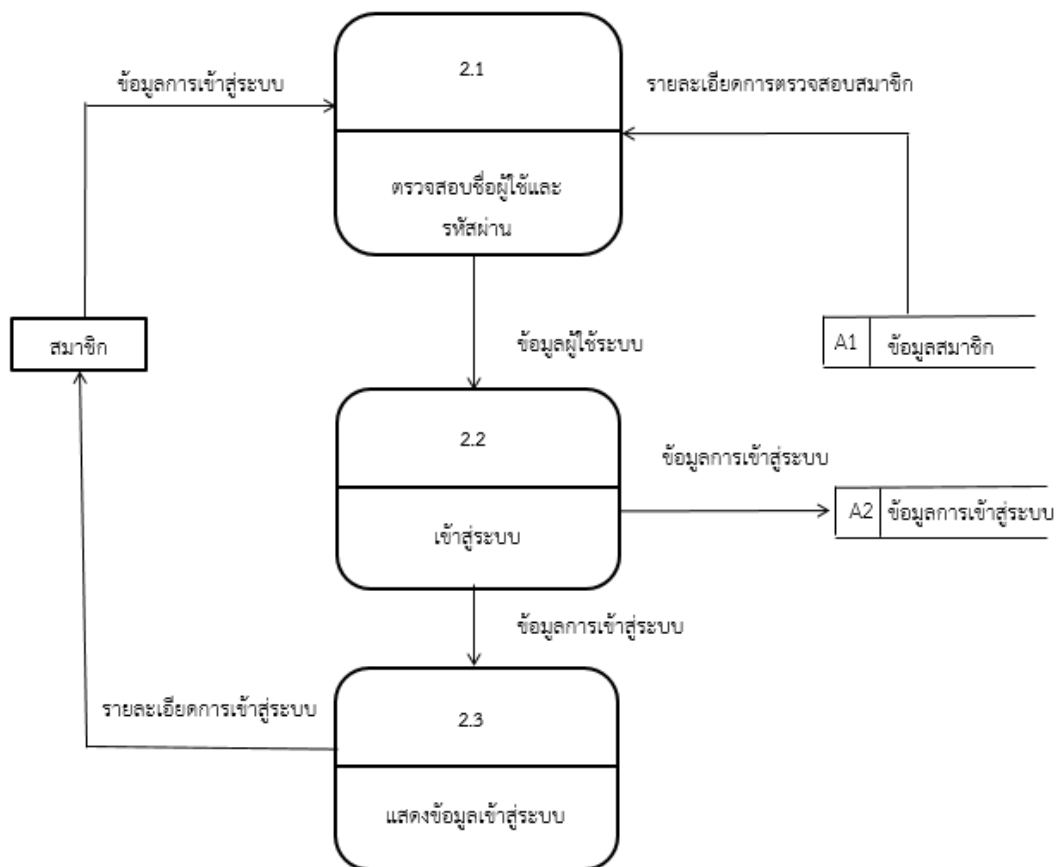 2.1
ข้อมูลการเข้าสู่ระบบ
รายละเอียดการตรวจสอบสมาชิก
ตรวจสอบชื่อผู้ใช้และ
รหัสผ่าน
สมาชิก
ข้อมูลผู้ใช้ระบบ
A1 ข้อมูลสมาชิก
2.2
ข้อมูลการเข้าสู่ระบบ
A2 ข้อมูลการเข้าสู่ระบบ
เข้าสู่ระบบ
ข้อมูลการเข้าสู่ระบบ
รายละเอียดการเข้าสู่ระบบ
2.3
แสดงข้อมูลเข้าสู่ระบบ